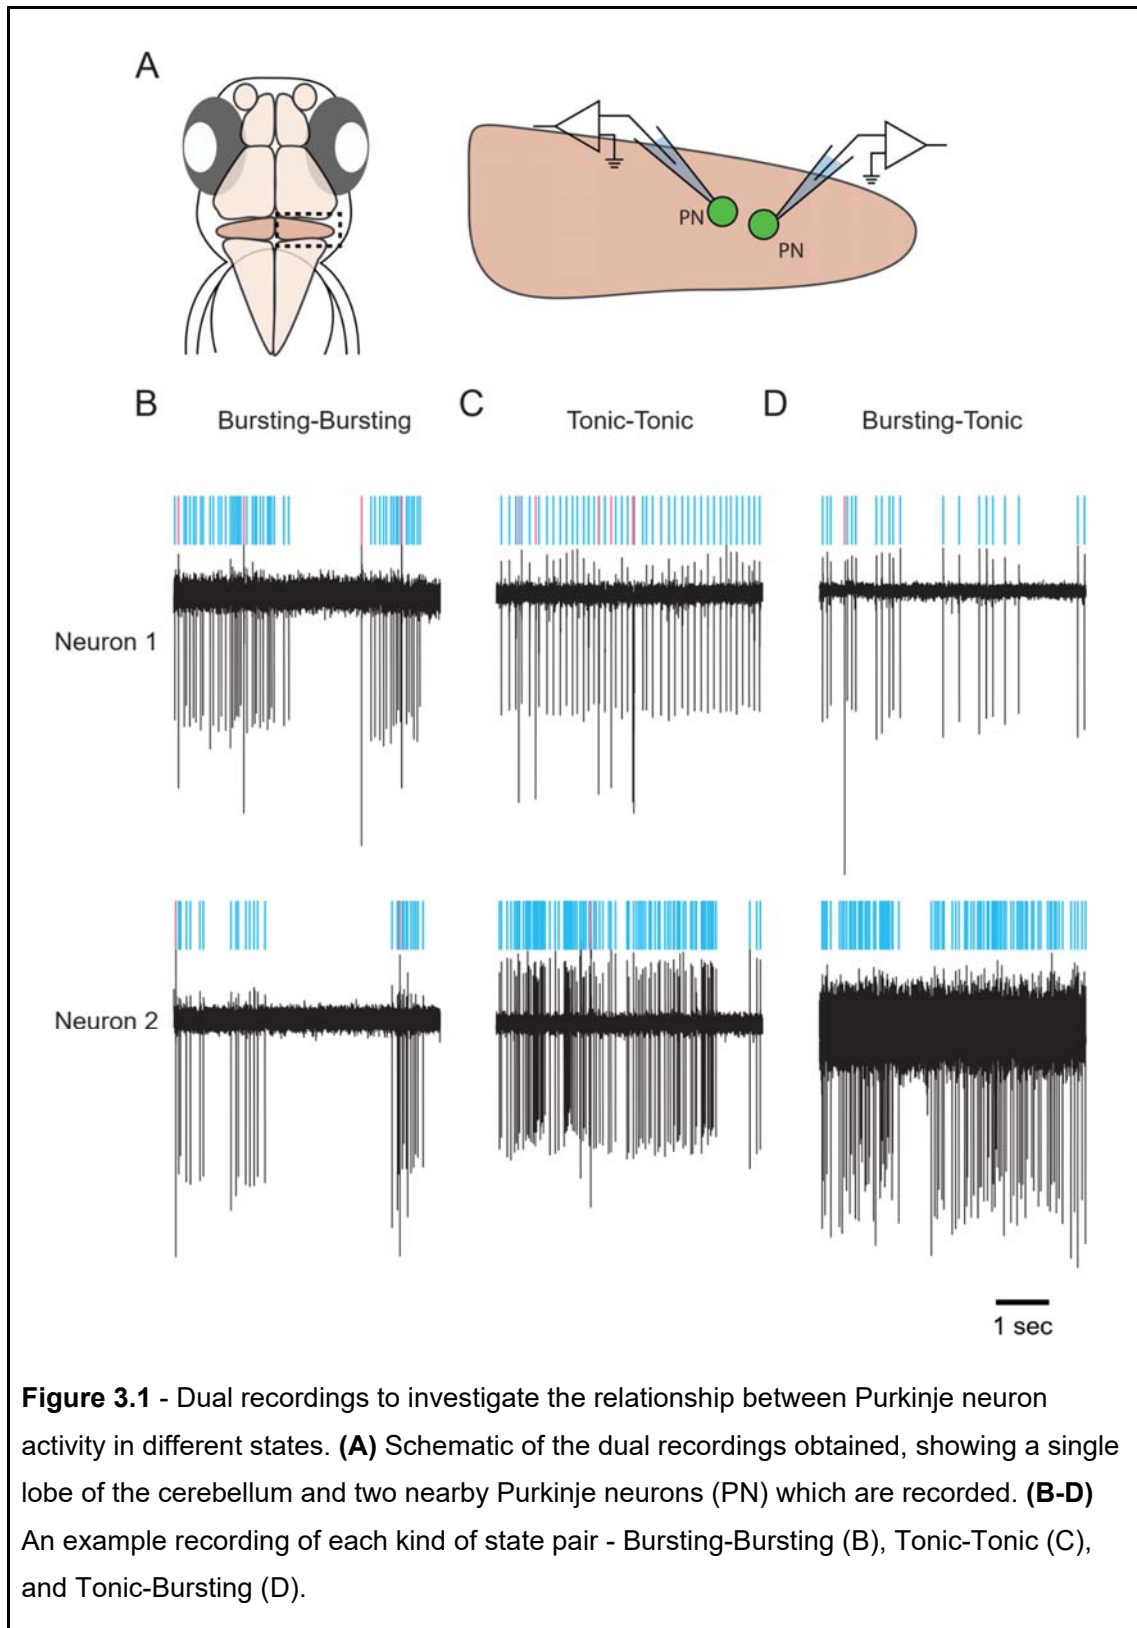 A
PN
PN
B
Bursting-Bursting
C
Tonic-Tonic
D
Bursting-Tonic
Neuron 1
Neuron 2
1 sec
Figure 3.1 - Dual recordings to investigate the relationship between Purkinje neuron
activity in different states. (A) Schematic of the dual recordings obtained, showing a single
lobe of the cerebellum and two nearby Purkinje neurons (PN) which are recorded. (B-D)
An example recording of each kind of state pair - Bursting-Bursting (B), Tonic-Tonic (C),
and Tonic-Bursting (D).